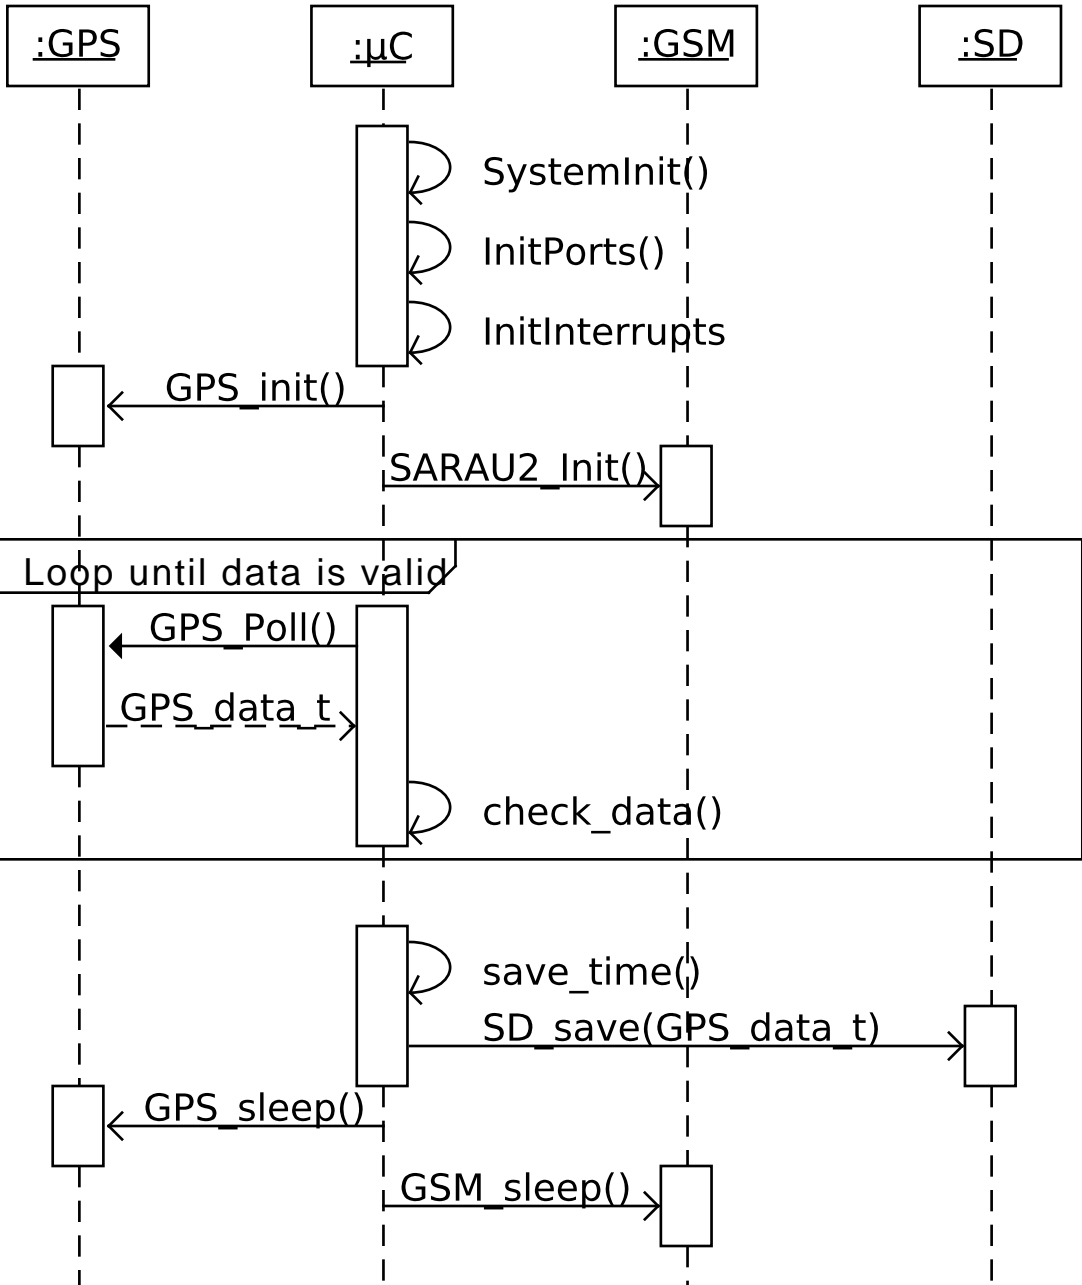 :GPS
:µC
:GSM
:SD
SystemInit()
InitPorts()
InitInterrupts
GPS_init()
SARAU2_Init()
Loop until data is valid
GPS_Poll()
GPS_data_t
check_data()
save_time()
SD_save(GPS_data_t)
GPS_sleep()
GSM_sleep()